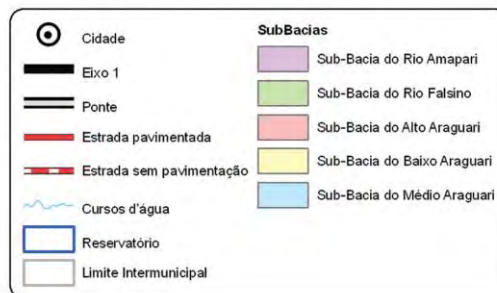 Cidade
Eixo 1
Ponte
Estrada pavimentada
Estrada sem pavimentação
Cursos d'água
Reservatório
Limite Intermunicipal
SubBacias
Sub-Bacia do Rio Amapari
Sub-Bacia do Rio Falsino
Sub-Bacia do Alto Araguari
Sub-Bacia do Baixo Araguari
Sub-Bacia do Médio Araguari